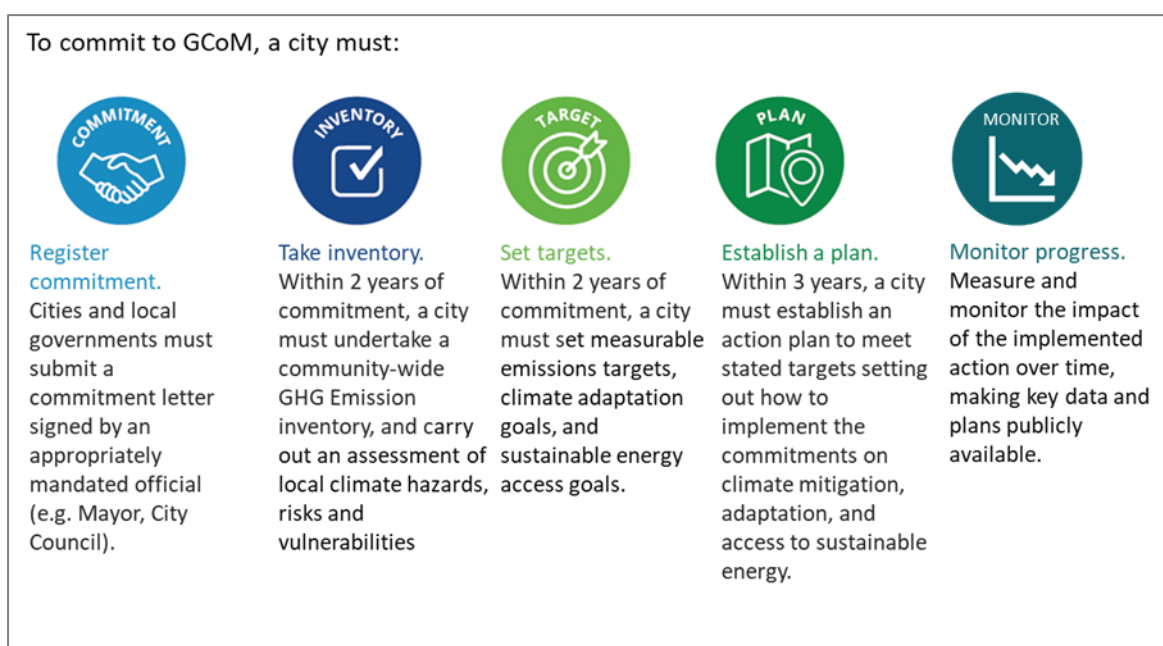 To commit to GCoM, a city must:
COMMITMENT
Register
commitment.
Cities and local
governments must
submit a
commitment letter
signed by an
appropriately
mandated official
(e.g. Mayor, City
Council).
INVENTORY
Take inventory.
Within 2 years of
commitment, a city
must undertake a
community-wide
GHG Emission
inventory, and carry
out an assessment of
local climate hazards,
risks and
vulnerabilities
TARGET
Set targets.
Within 2 years of
commitment, a city
must set measurable
emissions targets,
climate adaptation
goals, and
sustainable energy
access goals.
PLAN
Establish a plan.
Within 3 years, a city
must establish an
action plan to meet
stated targets setting
out how to
implement the
commitments on
climate mitigation,
adaptation, and
access to sustainable
energy.
MONITOR
Monitor progress.
Measure and
monitor the impact
of the implemented
action over time,
making key data and
plans publicly
available.